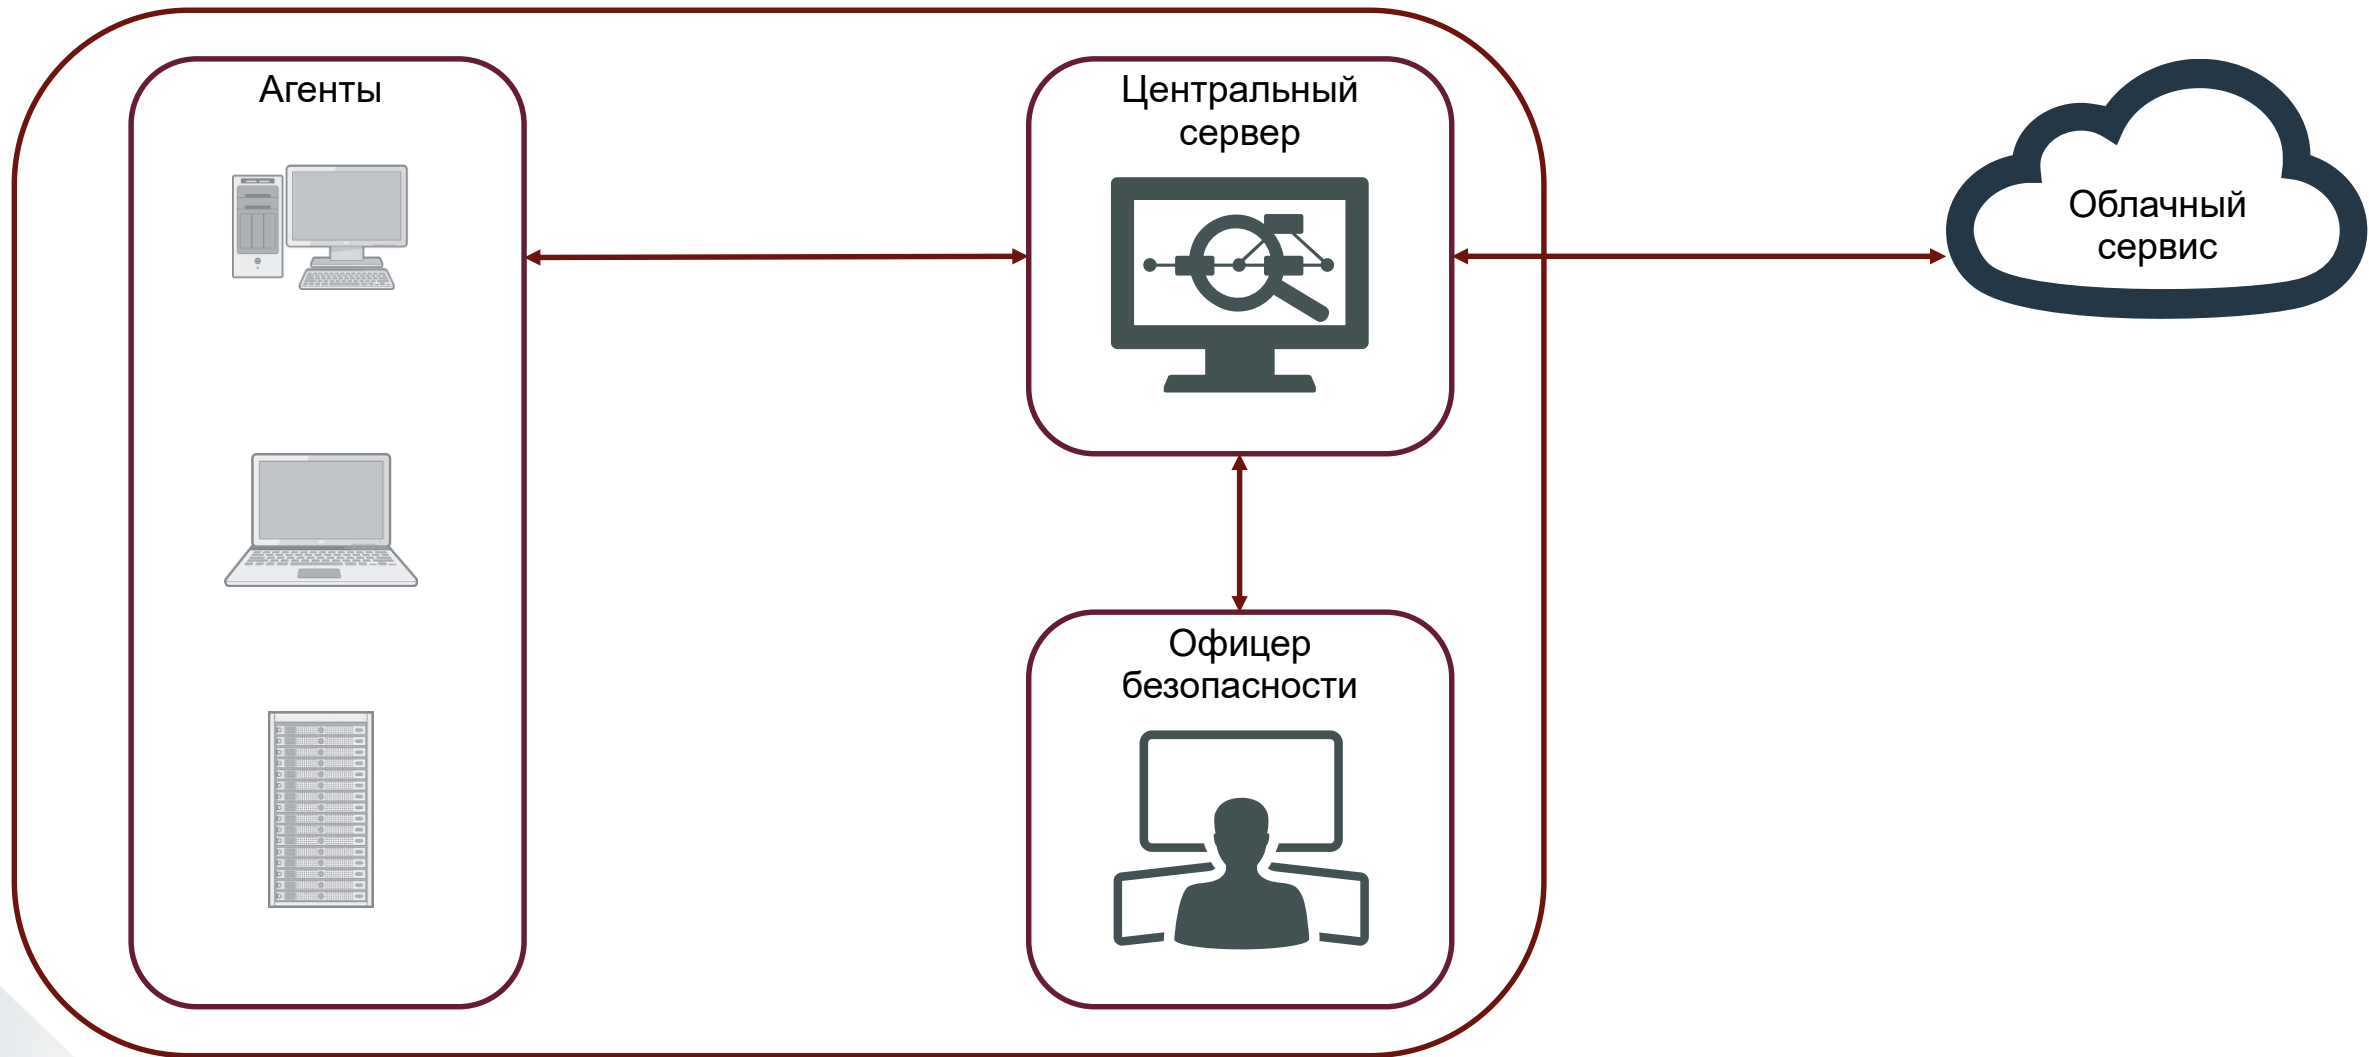 Агенты
Центральный
сервер
Облачный
сервис
Офицер
безопасности